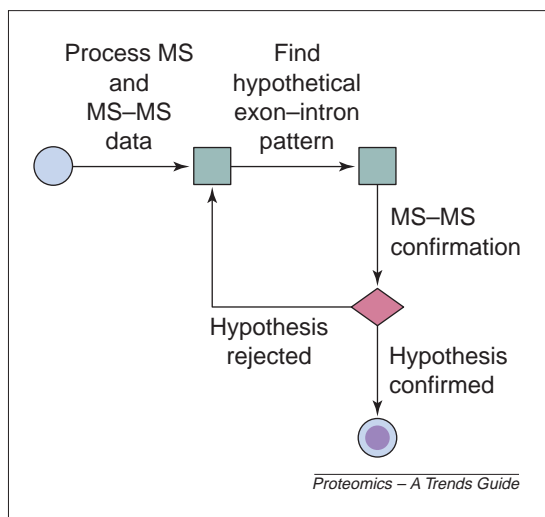 Process MS
and
MS–MS
data
Find
hypothetical
exon–intron
pattern
MS–MS
confirmation
Hypothesis
rejected
Hypothesis
confirmed
Proteomics – A Trends Guide